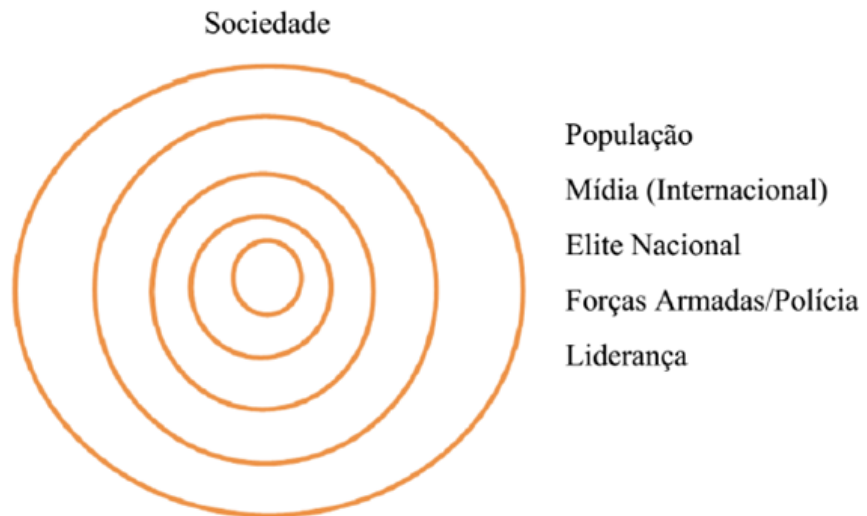 Sociedade
População
Mídia (Internacional)
Elite Nacional
Forças Armadas/Polícia
Liderança